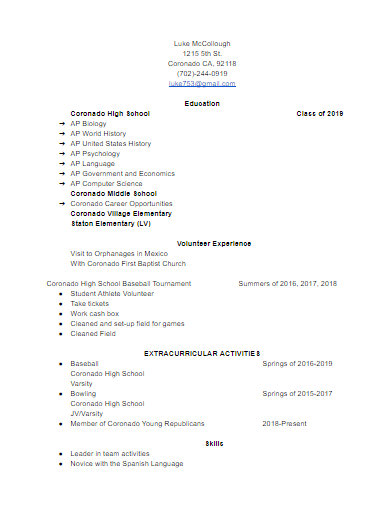 Luke McCollough
1215 5th St.
Coronado CA, 92118
(702)-244-0919
luke753@gmail.com
Education
Coronado High School Class of 2019
➔ AP Biology
➔ AP World History
➔ AP United States History
➔ AP Psychology
➔ AP Language
➔ AP Government and Economics
➔ AP Computer Science
Coronado Middle School
➔ Coronado Career Opportunities
Coronado Village Elementary
Staton Elementary (LV)
Volunteer Experience
Visit to Orphanages in Mexico
With Coronado First Baptist Church
Coronado High School Baseball Tournament Summers of 2016, 2017, 2018
● Student Athlete Volunteer
● Take tickets
● Work cash box
● Cleaned and set-up field for games
● Cleaned Field
EXTRACURRICULAR ACTIVITIES
● Baseball Springs of 2016-2019
Coronado High School
Varsity
● Bowling Springs of 2015-2017
Coronado High School
JV/Varsity
● Member of Coronado Young Republicans 2018-Present
Skills
● Leader in team activities
● Novice with the Spanish Language